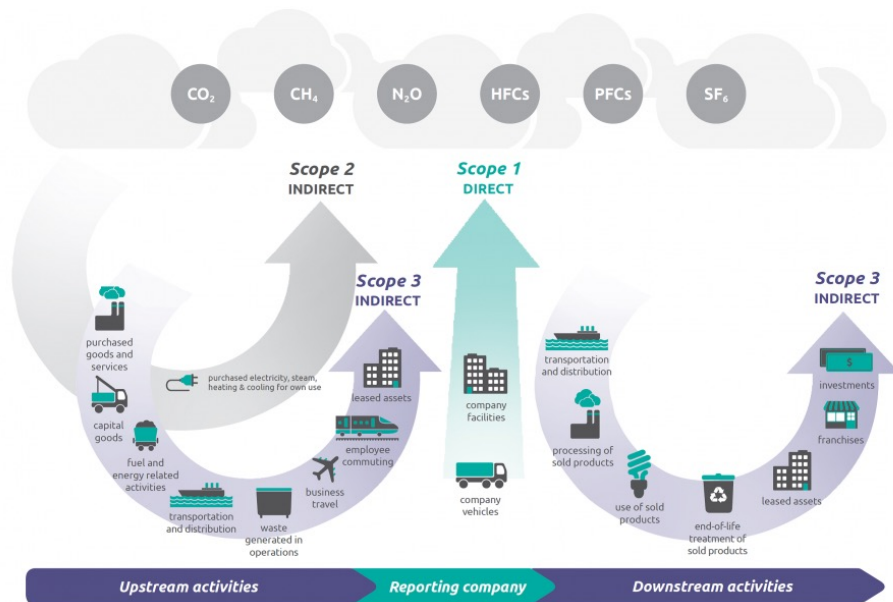 CO₂
CH₄
N₂O
HFCs
PFCs
SF₆
Scope 2
INDIRECT
Scope 1
DIRECT
Scope 3
INDIRECT
Scope 3
INDIRECT
purchased
goods and
services
capital
goods
fuel and
energy related
activities
purchased electricity, steam,
heating & cooling for own use
transportation
and distribution
waste
generated in
operations
business
travel
employee
commuting
leased assets
company
facilities
company
vehicles
transportation
and distribution
processing of
sold products
use of sold
products
end-of-life
treatment of
sold products
leased assets
franchises
$
investments
Upstream activities
Reporting company
Downstream activities